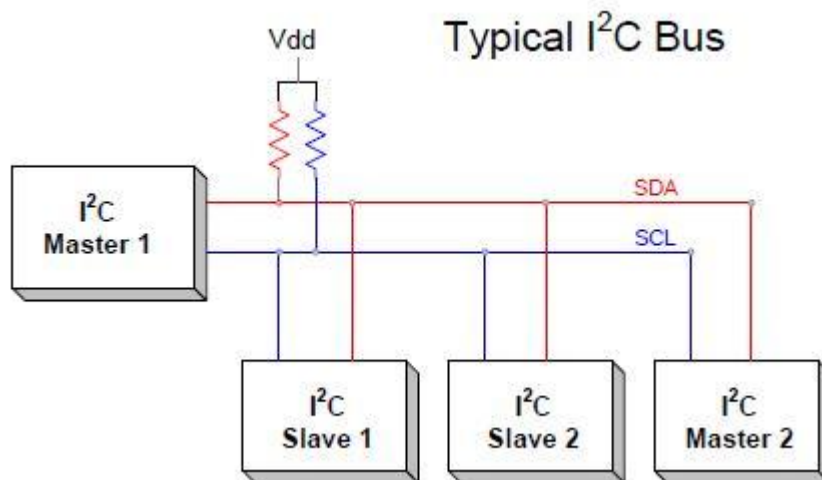 Typical I²C Bus
Vdd
SDA
I²C
Master 1
SCL
I²C
Slave 1
I²C
Slave 2
I²C
Master 2